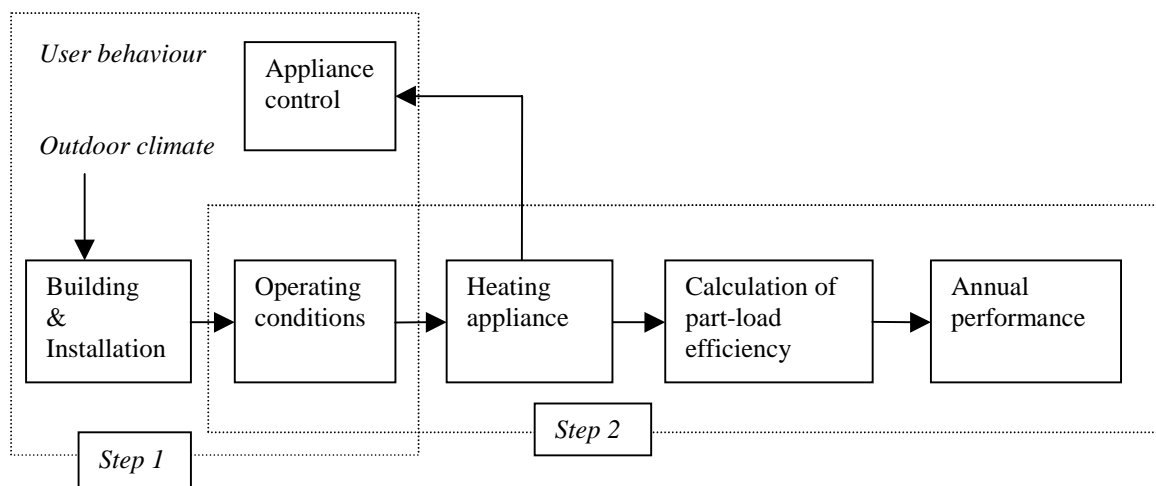 User behaviour
Appliance
control
Outdoor climate
Building
&
Installation
Operating
conditions
Heating
appliance
Calculation of
part-load
efficiency
Annual
performance
Step 2
Step 1